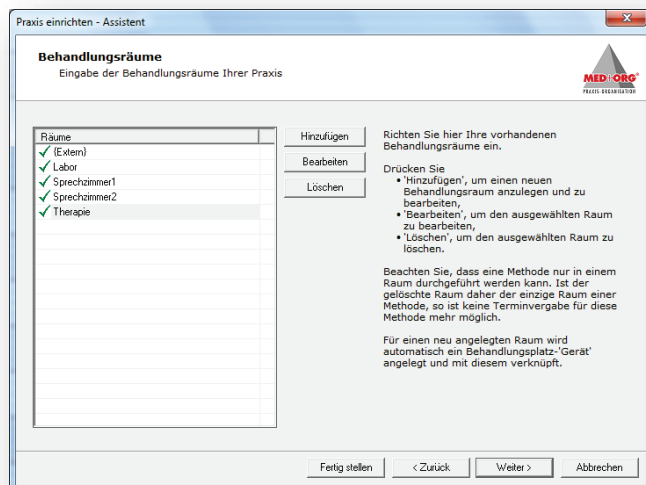 Praxis einrichten - Assistent
Behandlungsräume
Eingabe der Behandlungsräume Ihrer Praxis
MED+ORG®
PRAXIS-ORGANISATION
Räume
{Extern}
Labor
Sprechzimmer1
Sprechzimmer2
Therapie
Hinzufügen
Bearbeiten
Löschen
Richten Sie hier Ihre vorhandenen
Behandlungsräume ein.
Drücken Sie
•'Hinzufügen', um einen neuen
Behandlungsraum anzulegen und zu
bearbeiten,
•'Bearbeiten', um den ausgewählten Raum
zu bearbeiten,
•'Löschen', um den ausgewählten Raum zu
löschen.
Beachten Sie, dass eine Methode nur in einem
Raum durchgeführt werden kann. Ist der
gelöschte Raum daher der einzige Raum einer
Methode, so ist keine Terminvergabe für diese
Methode mehr möglich.
Für einen neu angelegten Raum wird
automatisch ein Behandlungsplatz-'Gerät'
angelegt und mit diesem verknüpft.
Fertig stellen
< Zurück
Weiter >
Abbrechen